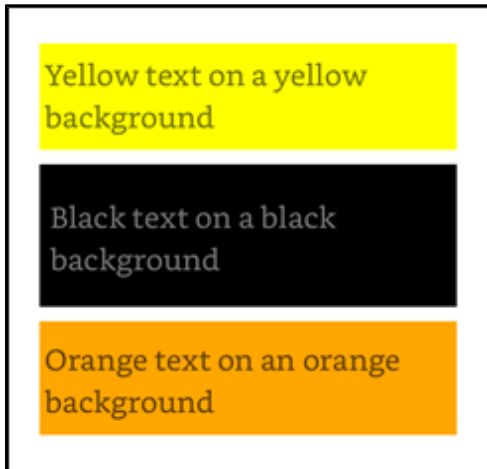 Yellow text on a yellow
background
Black text on a black
background
Orange text on an orange
background